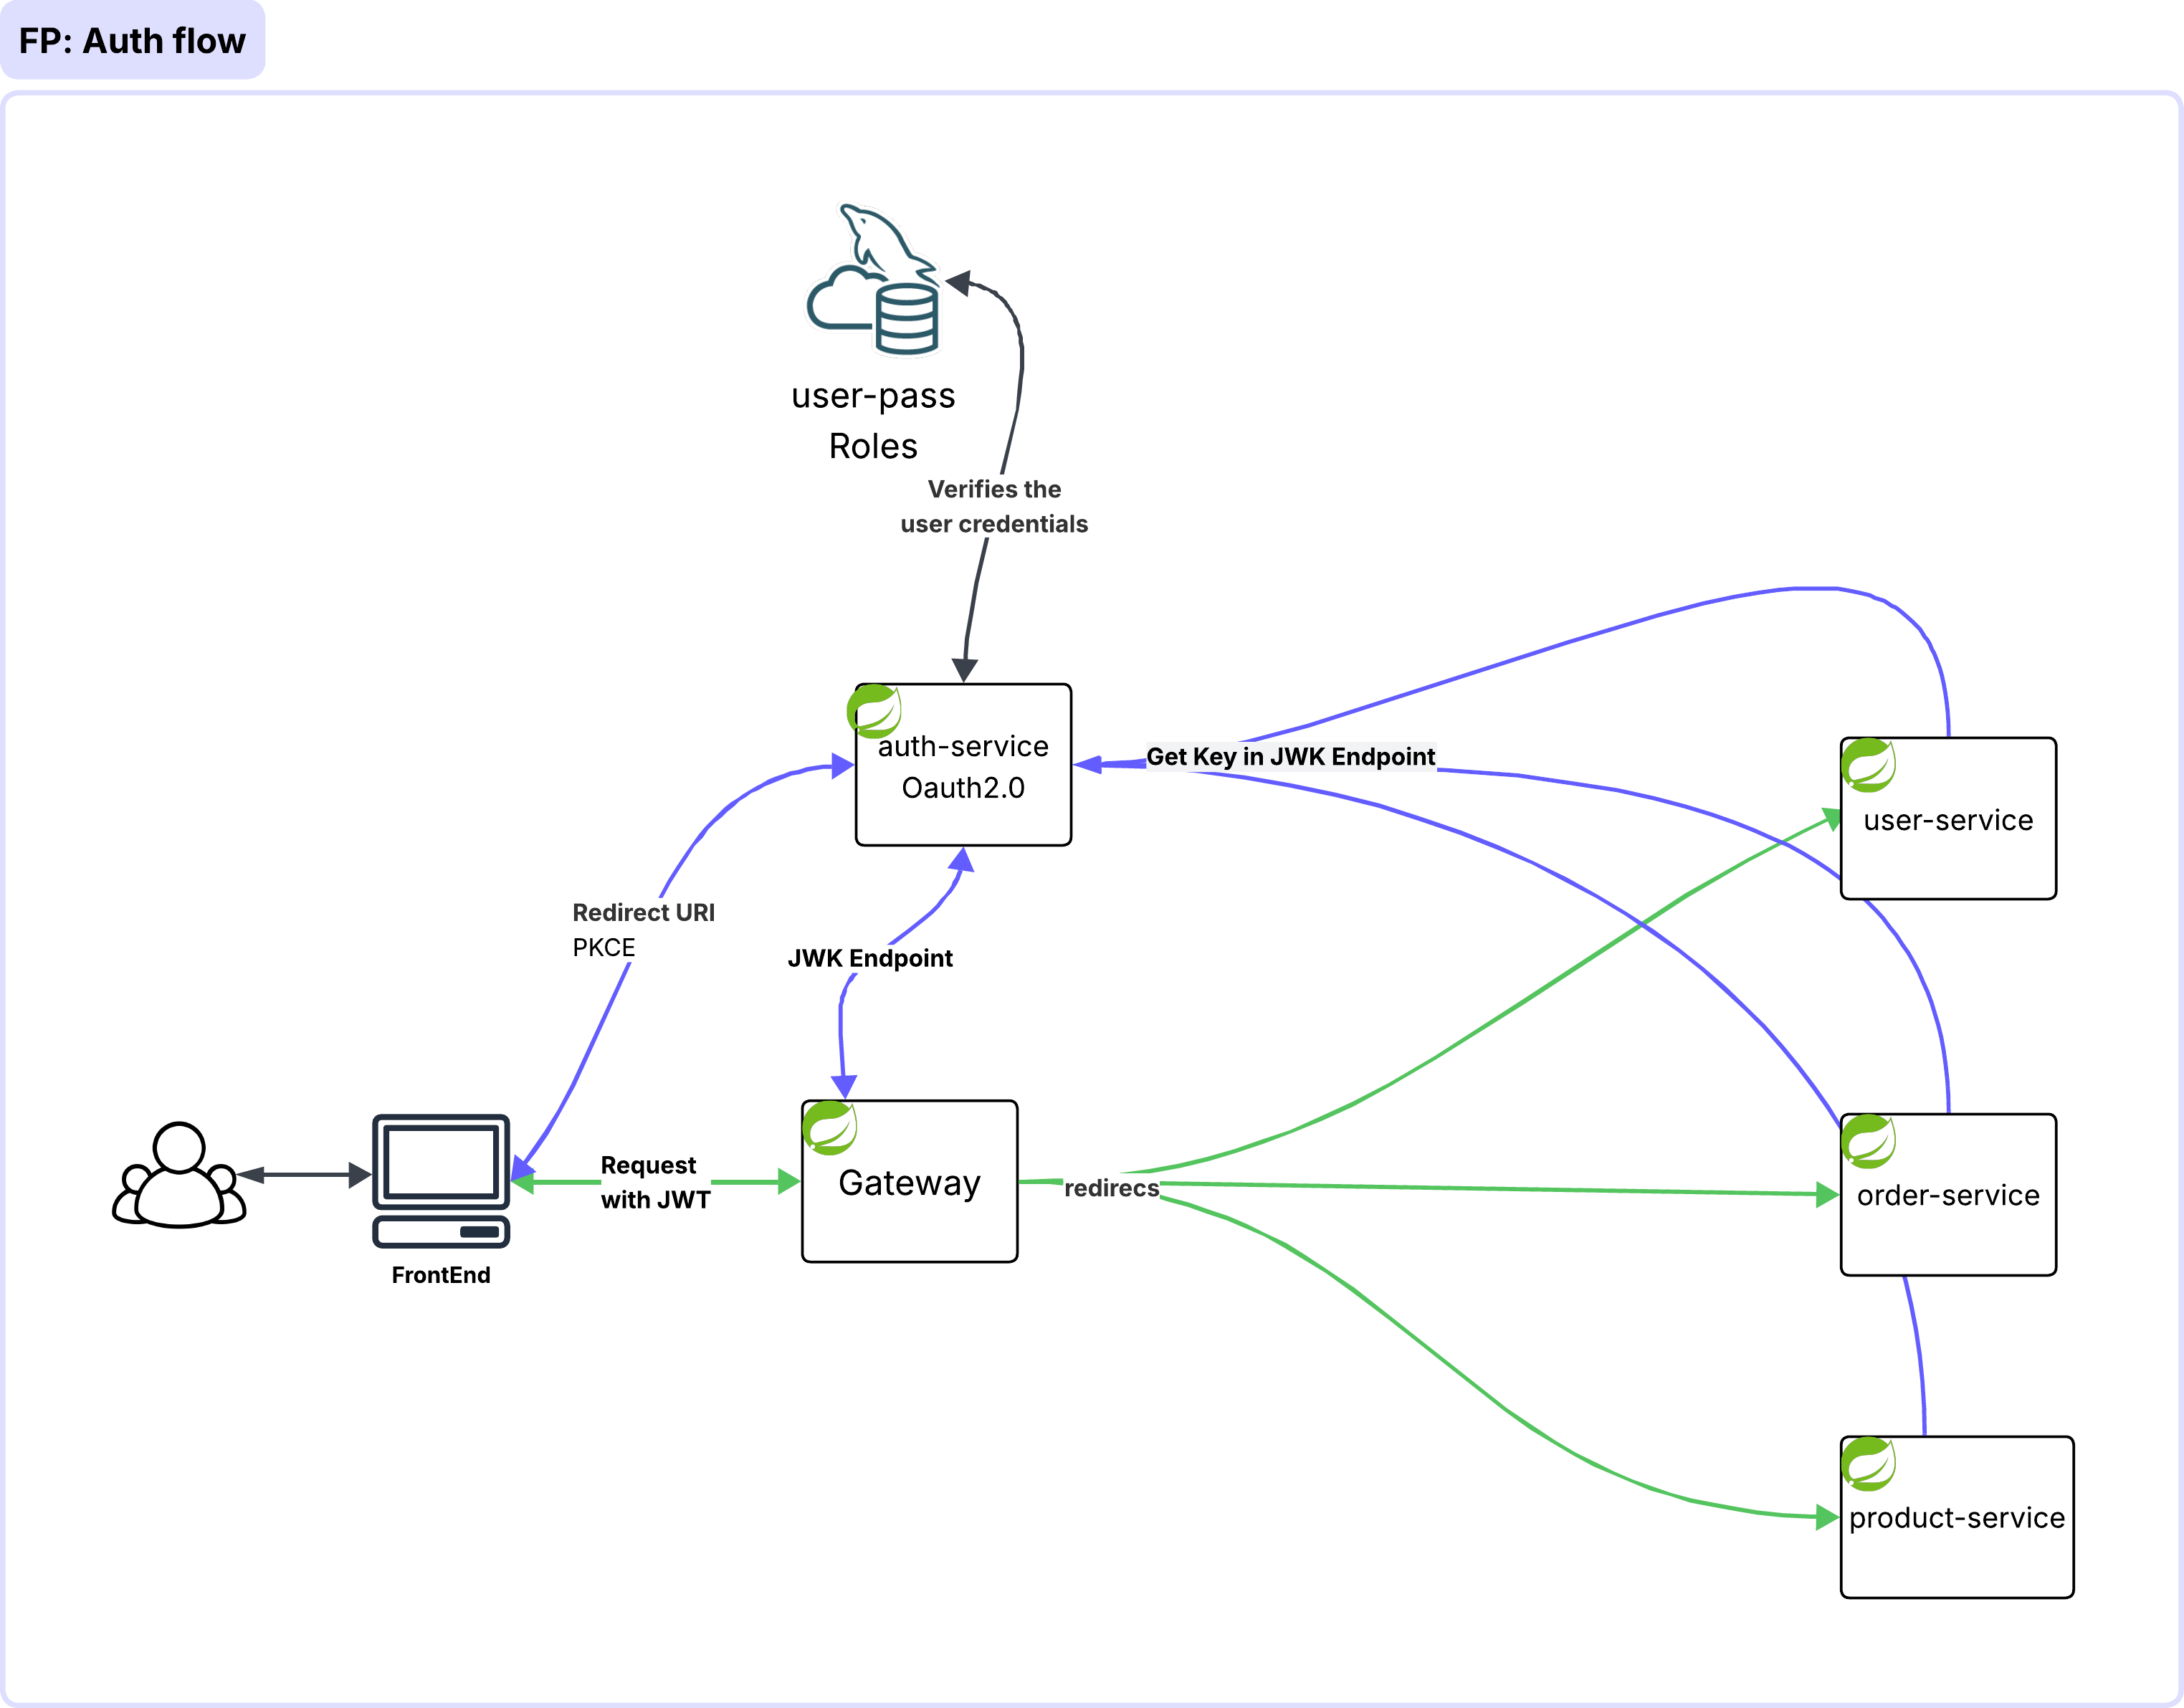 FP: Auth flow
user-pass
Roles
Verifies the
user credentials
auth-service
Oauth2.0
Get Key in JWK Endpoint
user-service
Redirect URI
PKCE
JWK Endpoint
Request
with JWT
Gateway
redirecs
order-service
FrontEnd
product-service